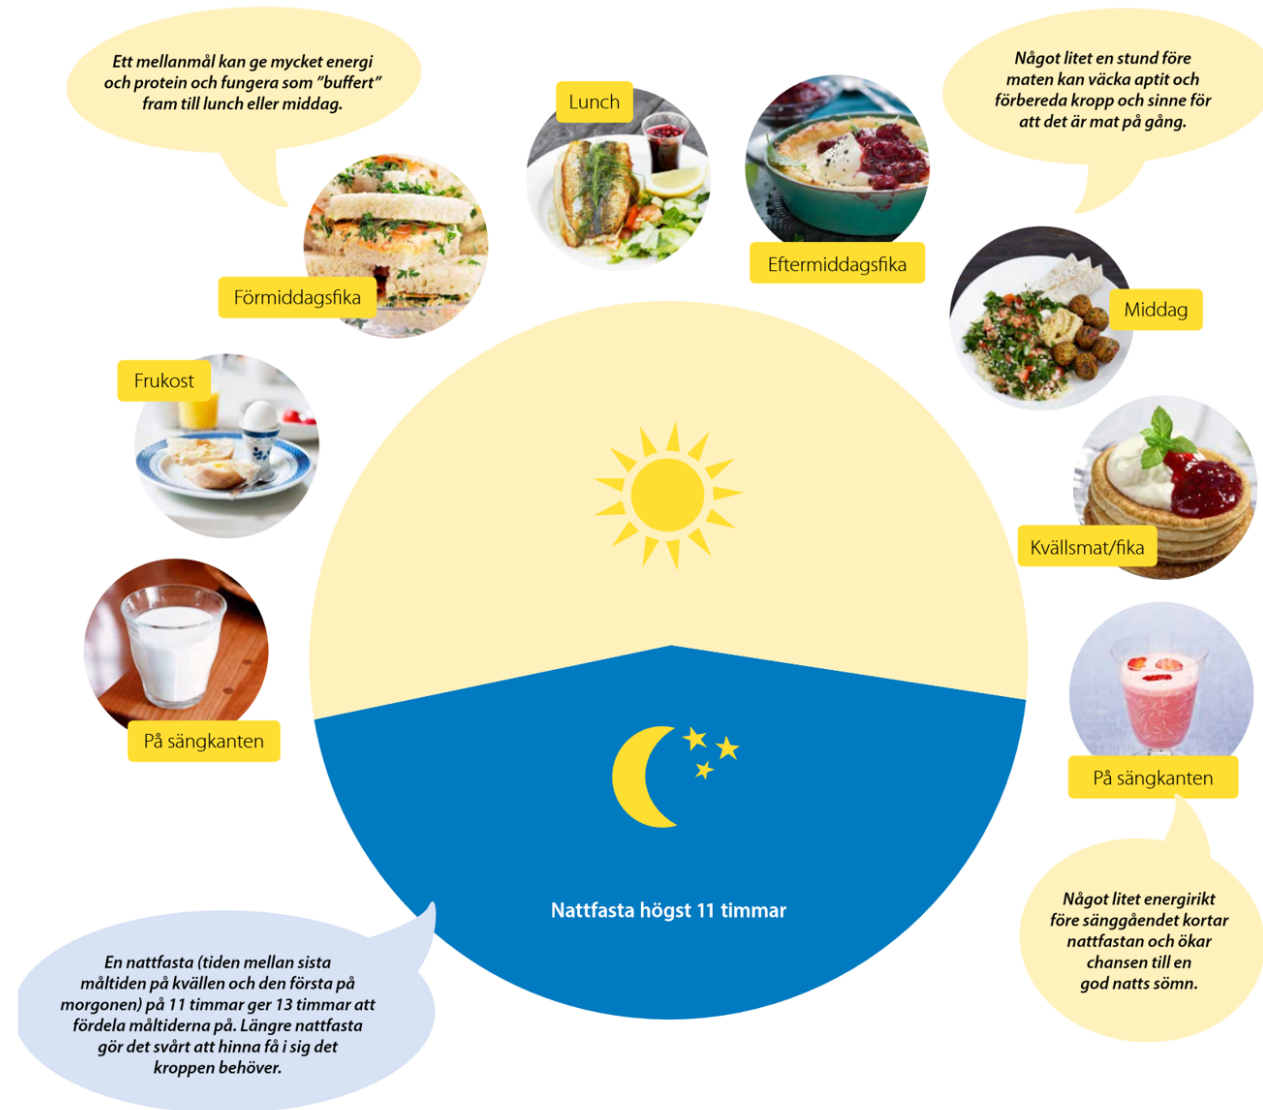 Ett mellanmål kan ge mycket energi
och protein och fungera som ”buffert”
fram till lunch eller middag.
Lunch
Något litet en stund före
maten kan väcka aptit och
förbereda kropp och sinne för
att det är mat på gång.
Eftermiddagsfika
Förmiddagsfika
Middag
Frukost
Kvällsmat/fika
På sängkanten
På sängkanten
Nattfasta högst 11 timmar
Något litet energirikt
före sänggåendet kortar
nattfastan och ökar
chansen till en
god natts sömn.
En nattfasta (tiden mellan sista
måltiden på kvällen och den första på
morgonen) på 11 timmar ger 13 timmar att
fördela måltiderna på. Längre nattfasta
gör det svårt att hinna få i sig det
kroppen behöver.